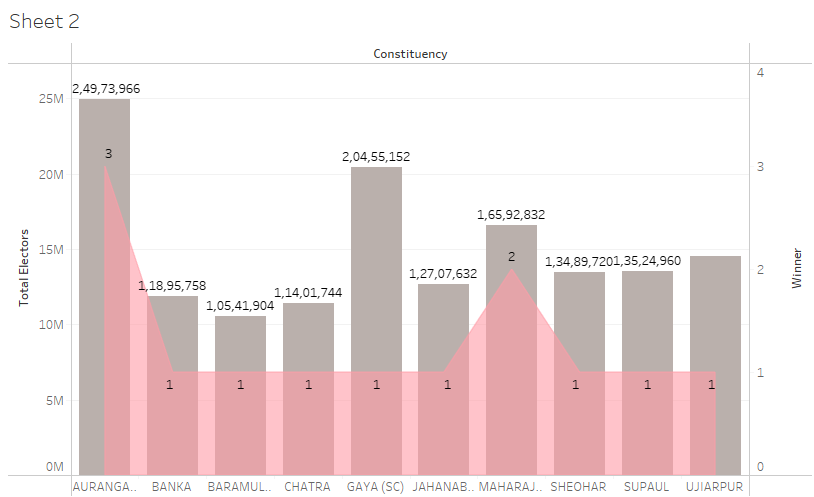 Sheet 2
Constituency
2,49,73,966
4
25M
3
2,04,55,152
3
20M
1,65,92,832
15M
2
1,34,89,720
1,35,24,960
2
1,18,95,758
1,27,07,632
1,05,41,904
1,14,01,744
10M
Total Electors
Winner
1
1
1
1
1
1
1
1
1
5M
0M
0
AURANGA..
BANKA
BARAMUL..
CHATRA
GAYA (SC)
JAHANAB..
MAHARAJ..
SHEOHAR
SUPAUL
UJIARPUR